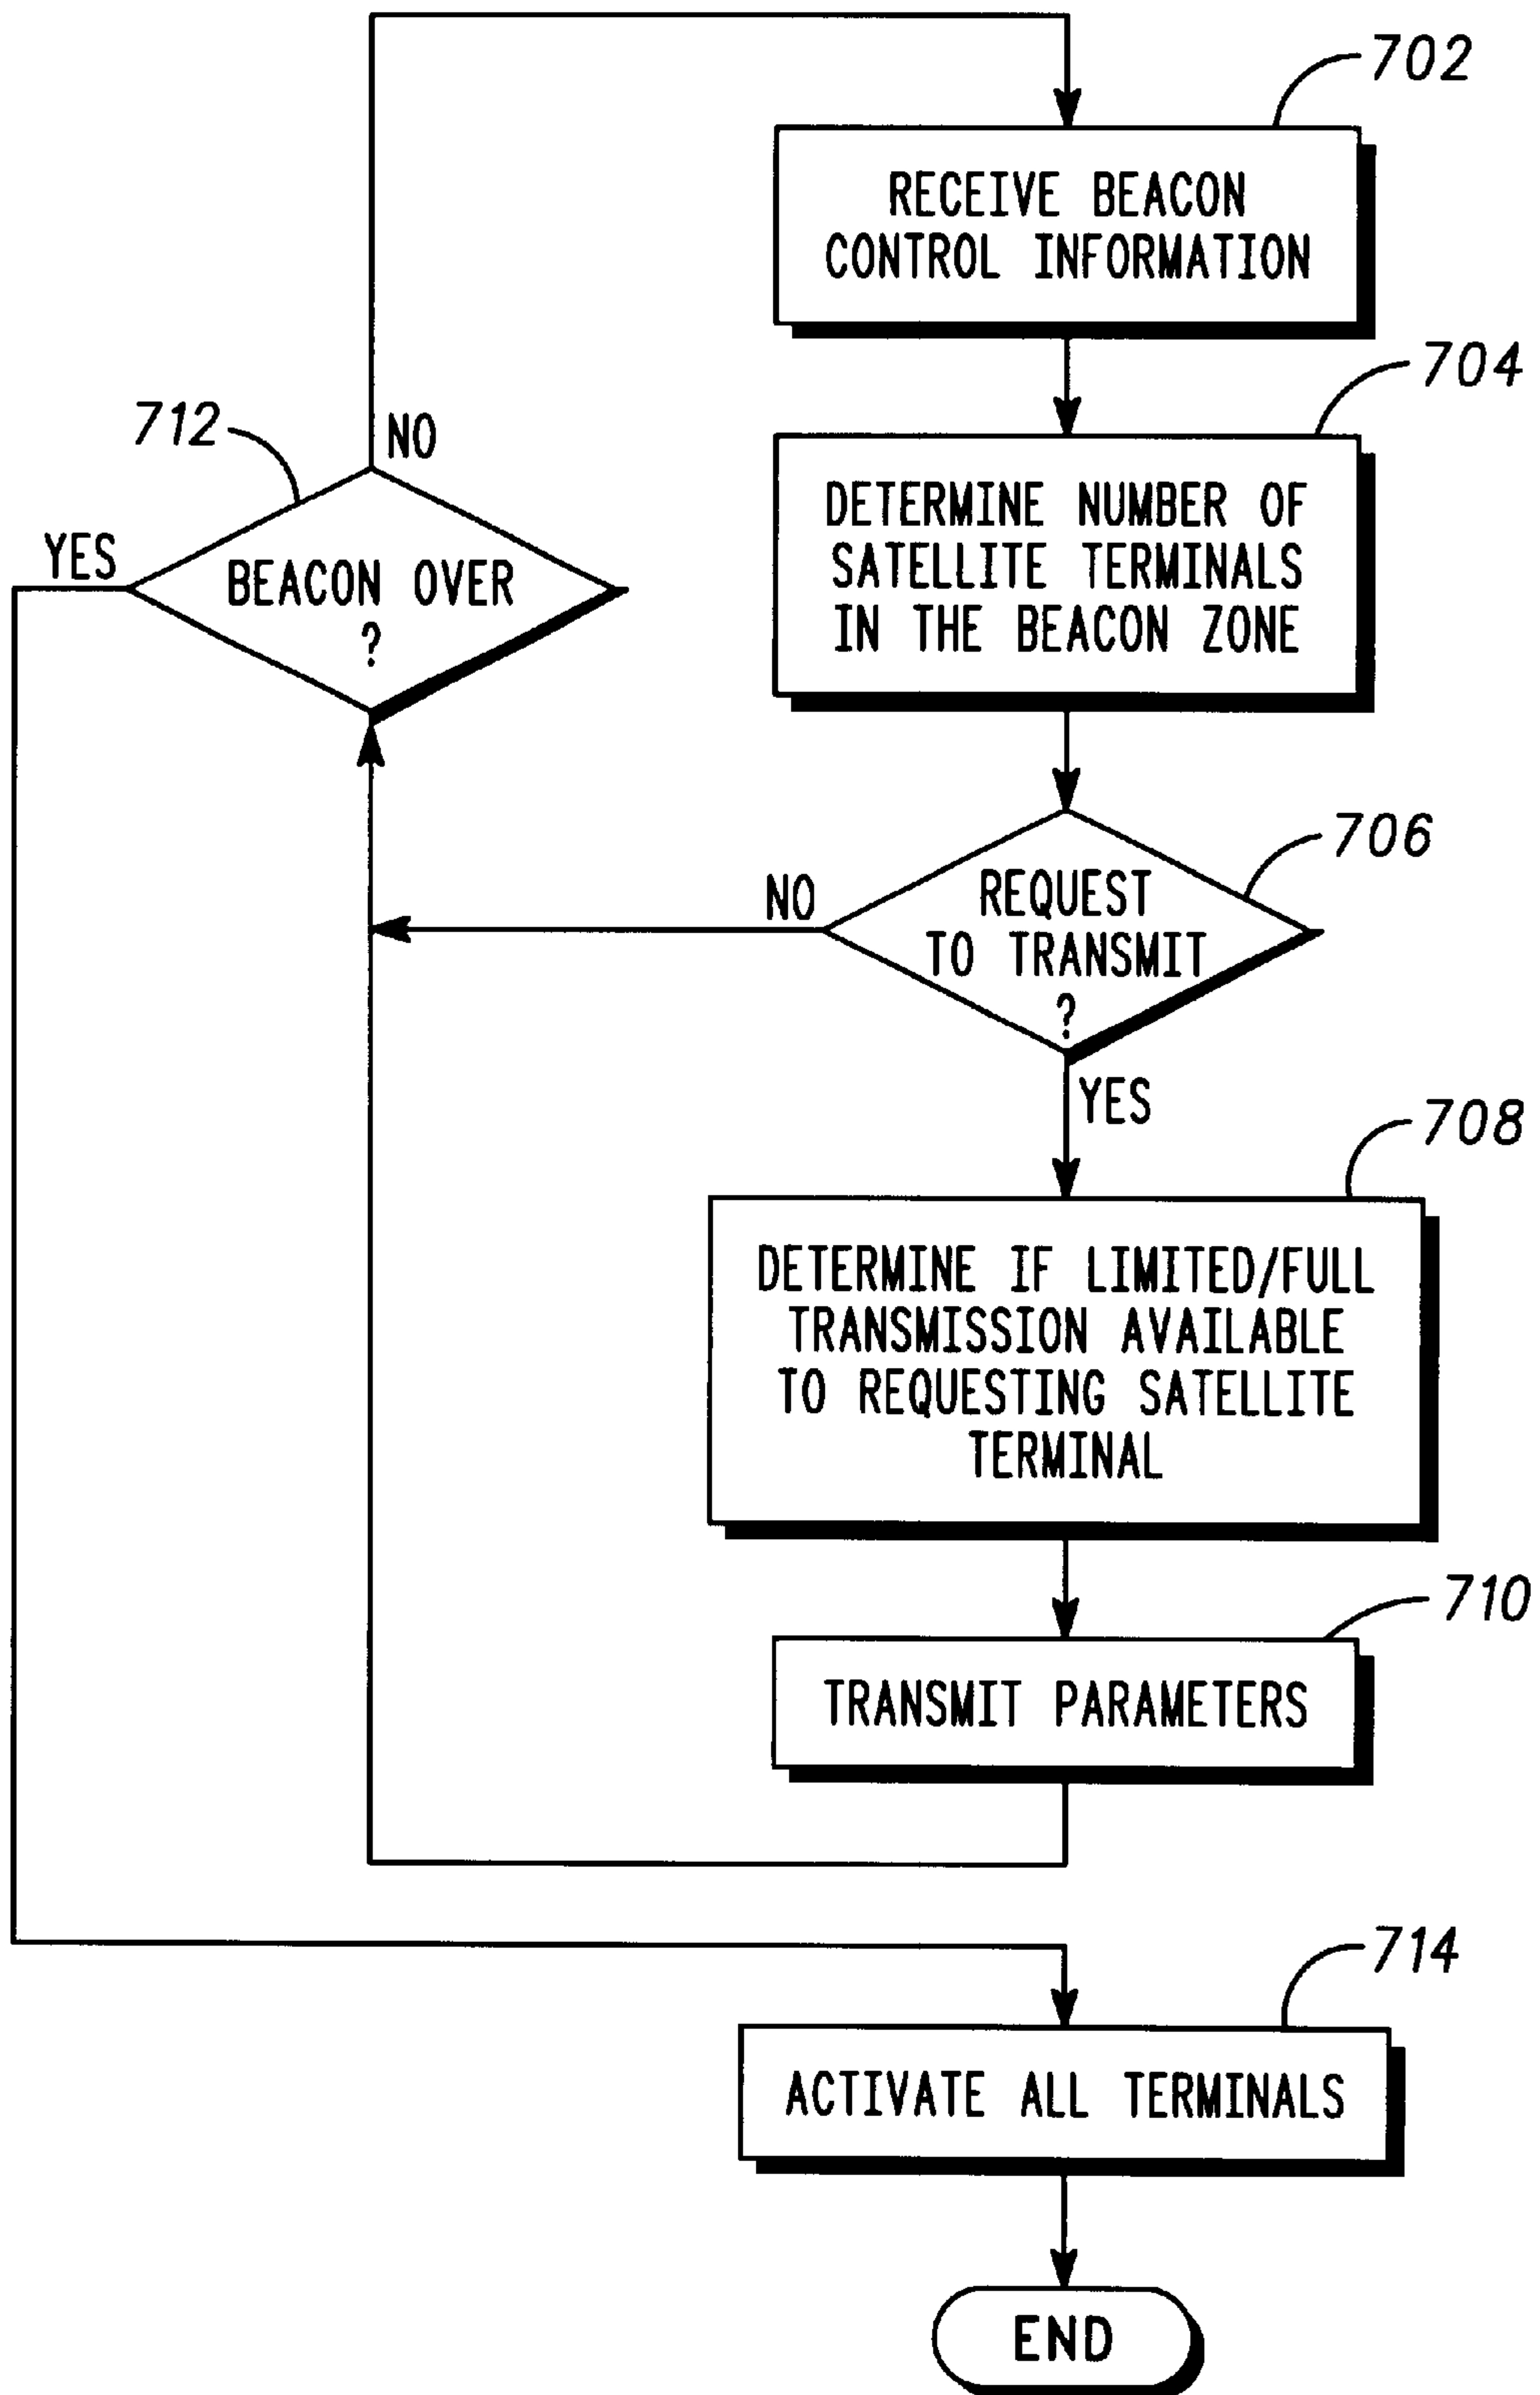 702
RECEIVE BEACON
CONTROL INFORMATION
704
712
NO
YES
BEACON OVER
?
DETERMINE NUMBER OF
SATELLITE TERMINALS
IN THE BEACON ZONE
706
NO
REQUEST
TO TRANSMIT
?
YES
708
DETERMINE IF LIMITED/FULL
TRANSMISSION AVAILABLE
TO REQUESTING SATELLITE
TERMINAL
710
TRANSMIT PARAMETERS
714
ACTIVATE ALL TERMINALS
END